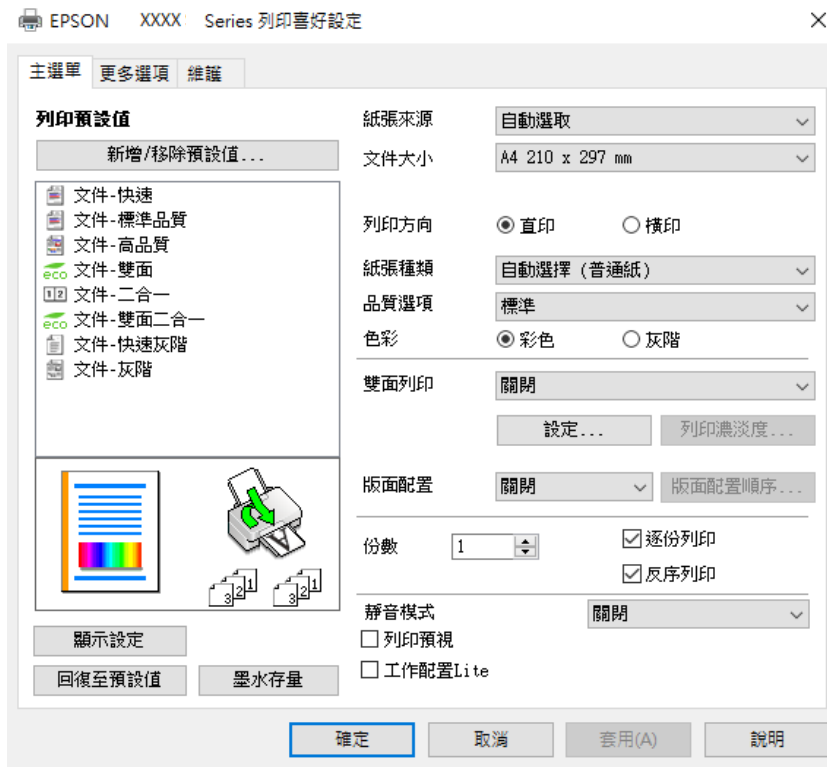 EPSON XXXX Series 列印喜好設定
主選單 更多選項 維護
列印預設值
新增/移除預設值...
文件-快速
文件-標準品質
文件-高品質
eco 文件-雙面
1 2 文件-二合一
eco 文件-雙面二合一
文件-快速灰階
文件-灰階
3 2 1 3 2 1
顯示設定
回復至預設值 墨水存量
紙張來源 自動選取
文件大小 A4 210 x 297 mm
列印方向 直印 橫印
紙張種類 自動選擇 (普通紙)
品質選項 標準
色彩 彩色 灰階
雙面列印 關閉
設定... 列印濃淡度...
版面配置 關閉 版面配置順序...
份數 1 逐份列印
反序列印
靜音模式 關閉
列印預視
工作配置Lite
確定 取消 套用(A) 說明